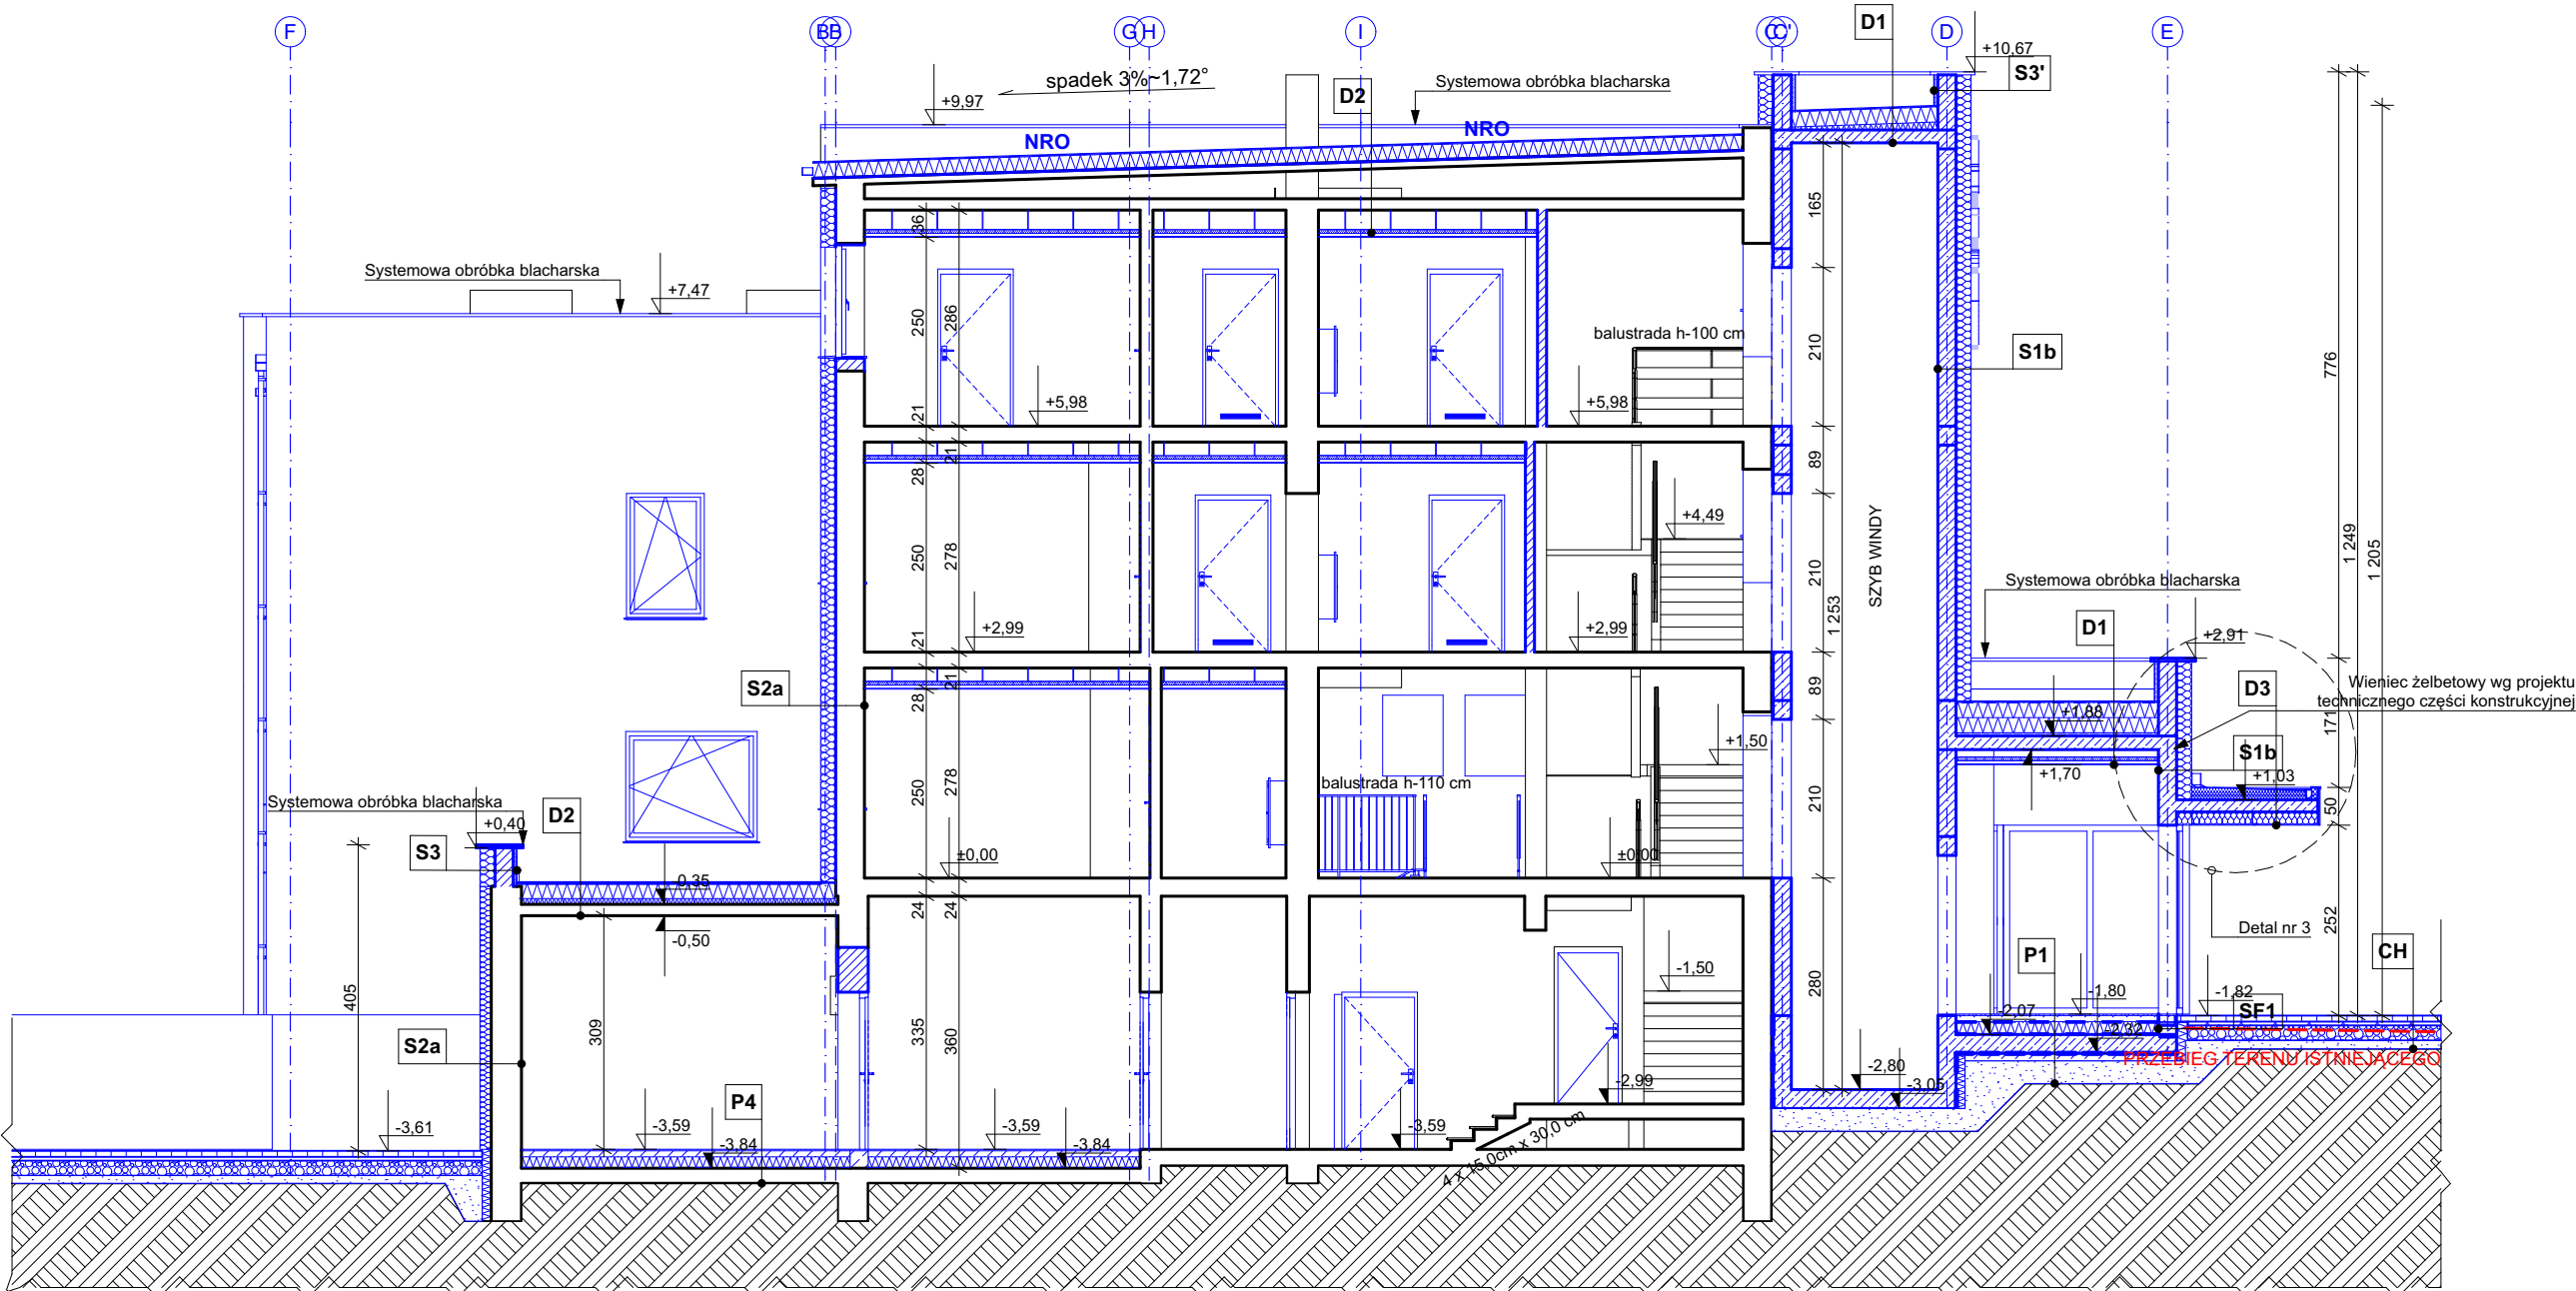 F
B
B
G
H
I
C
C'
D
E
D1
+10,67
S3'
spadek 3%~1,72°
+9,97
D2
Systemowa obróbka blacharska
NRO
NRO
36
165
Systemowa obróbka blacharska
+7,47
250
286
balustrada h-100 cm
210
S1b
776
+5,98
+5,98
21
21
28
89
+4,49
SZYB WINDY
1 249
1 205
250
278
210
Systemowa obróbka blacharska
1 253
+2,99
+2,99
D1
+2,91
21
21
S2a
28
89
D3
Wieniec żelbetowy wg projektu
technicznego części konstrukcyjnej
+1,88
171
+1,50
S1b
+1,70
+1,03
balustrada h-110 cm
250
278
210
50
Systemowa obróbka blacharska
D2
+0,40
S3
±0,00
±0,00
0,35
24
24
-0,50
252
Detal nr 3
CH
P1
-1,50
280
405
309
335
360
-1,80
-1,82
-2,07
SF1
-2,32
S2a
PRZEBIEG TERENU ISTNIEJĄCEGO
-2,80
-2,99
-3,05
P4
-3,61
-3,59
-3,84
-3,59
-3,84
-3,59
4 x 15,0cm x 30,0 cm